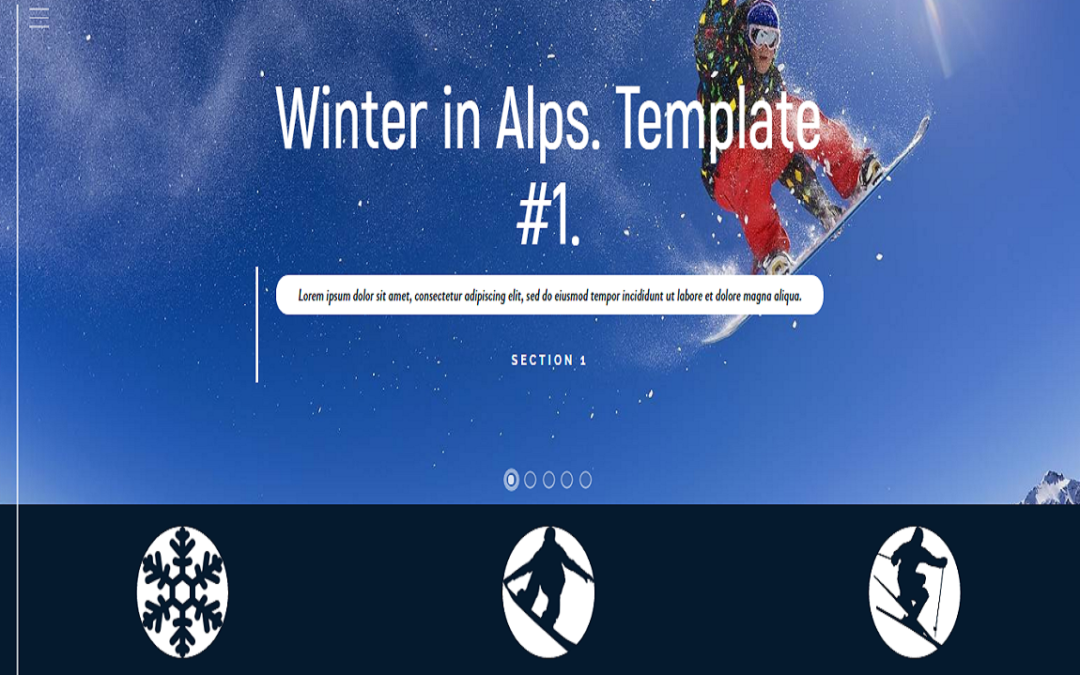 Winter in Alps. Template
#1.
Lorem ipsum dolor sit amet, consectetur adipiscing elit, sed do eiusmod tempor incididunt ut labore et dolore magna aliqua.
SECTION 1